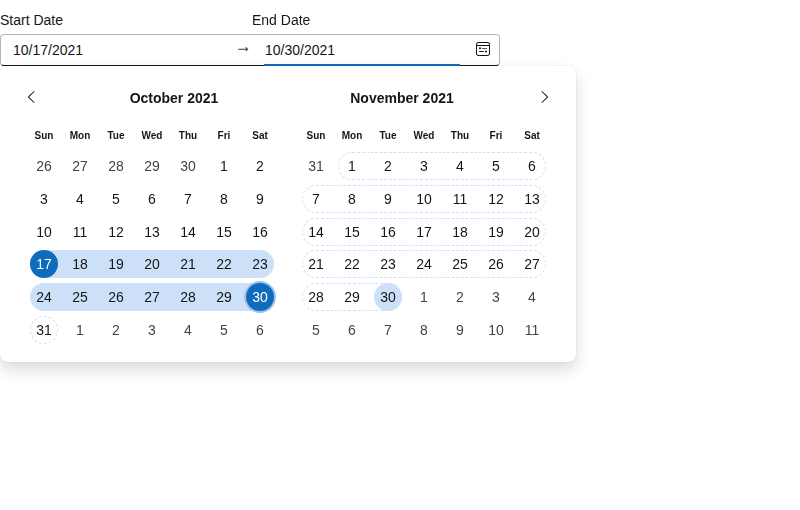 Start Date End Date
10/17/2021 → 10/30/2021
October 2021
Sun Mon Tue Wed Thu Fri Sat
26 27 28 29 30 1 2
3 4 5 6 7 8 9
10 11 12 13 14 15 16
17 18 19 20 21 22 23
24 25 26 27 28 29 30
31 1 2 3 4 5 6
November 2021
Sun Mon Tue Wed Thu Fri Sat
31 1 2 3 4 5 6
7 8 9 10 11 12 13
14 15 16 17 18 19 20
21 22 23 24 25 26 27
28 29 30 1 2 3 4
5 6 7 8 9 10 11